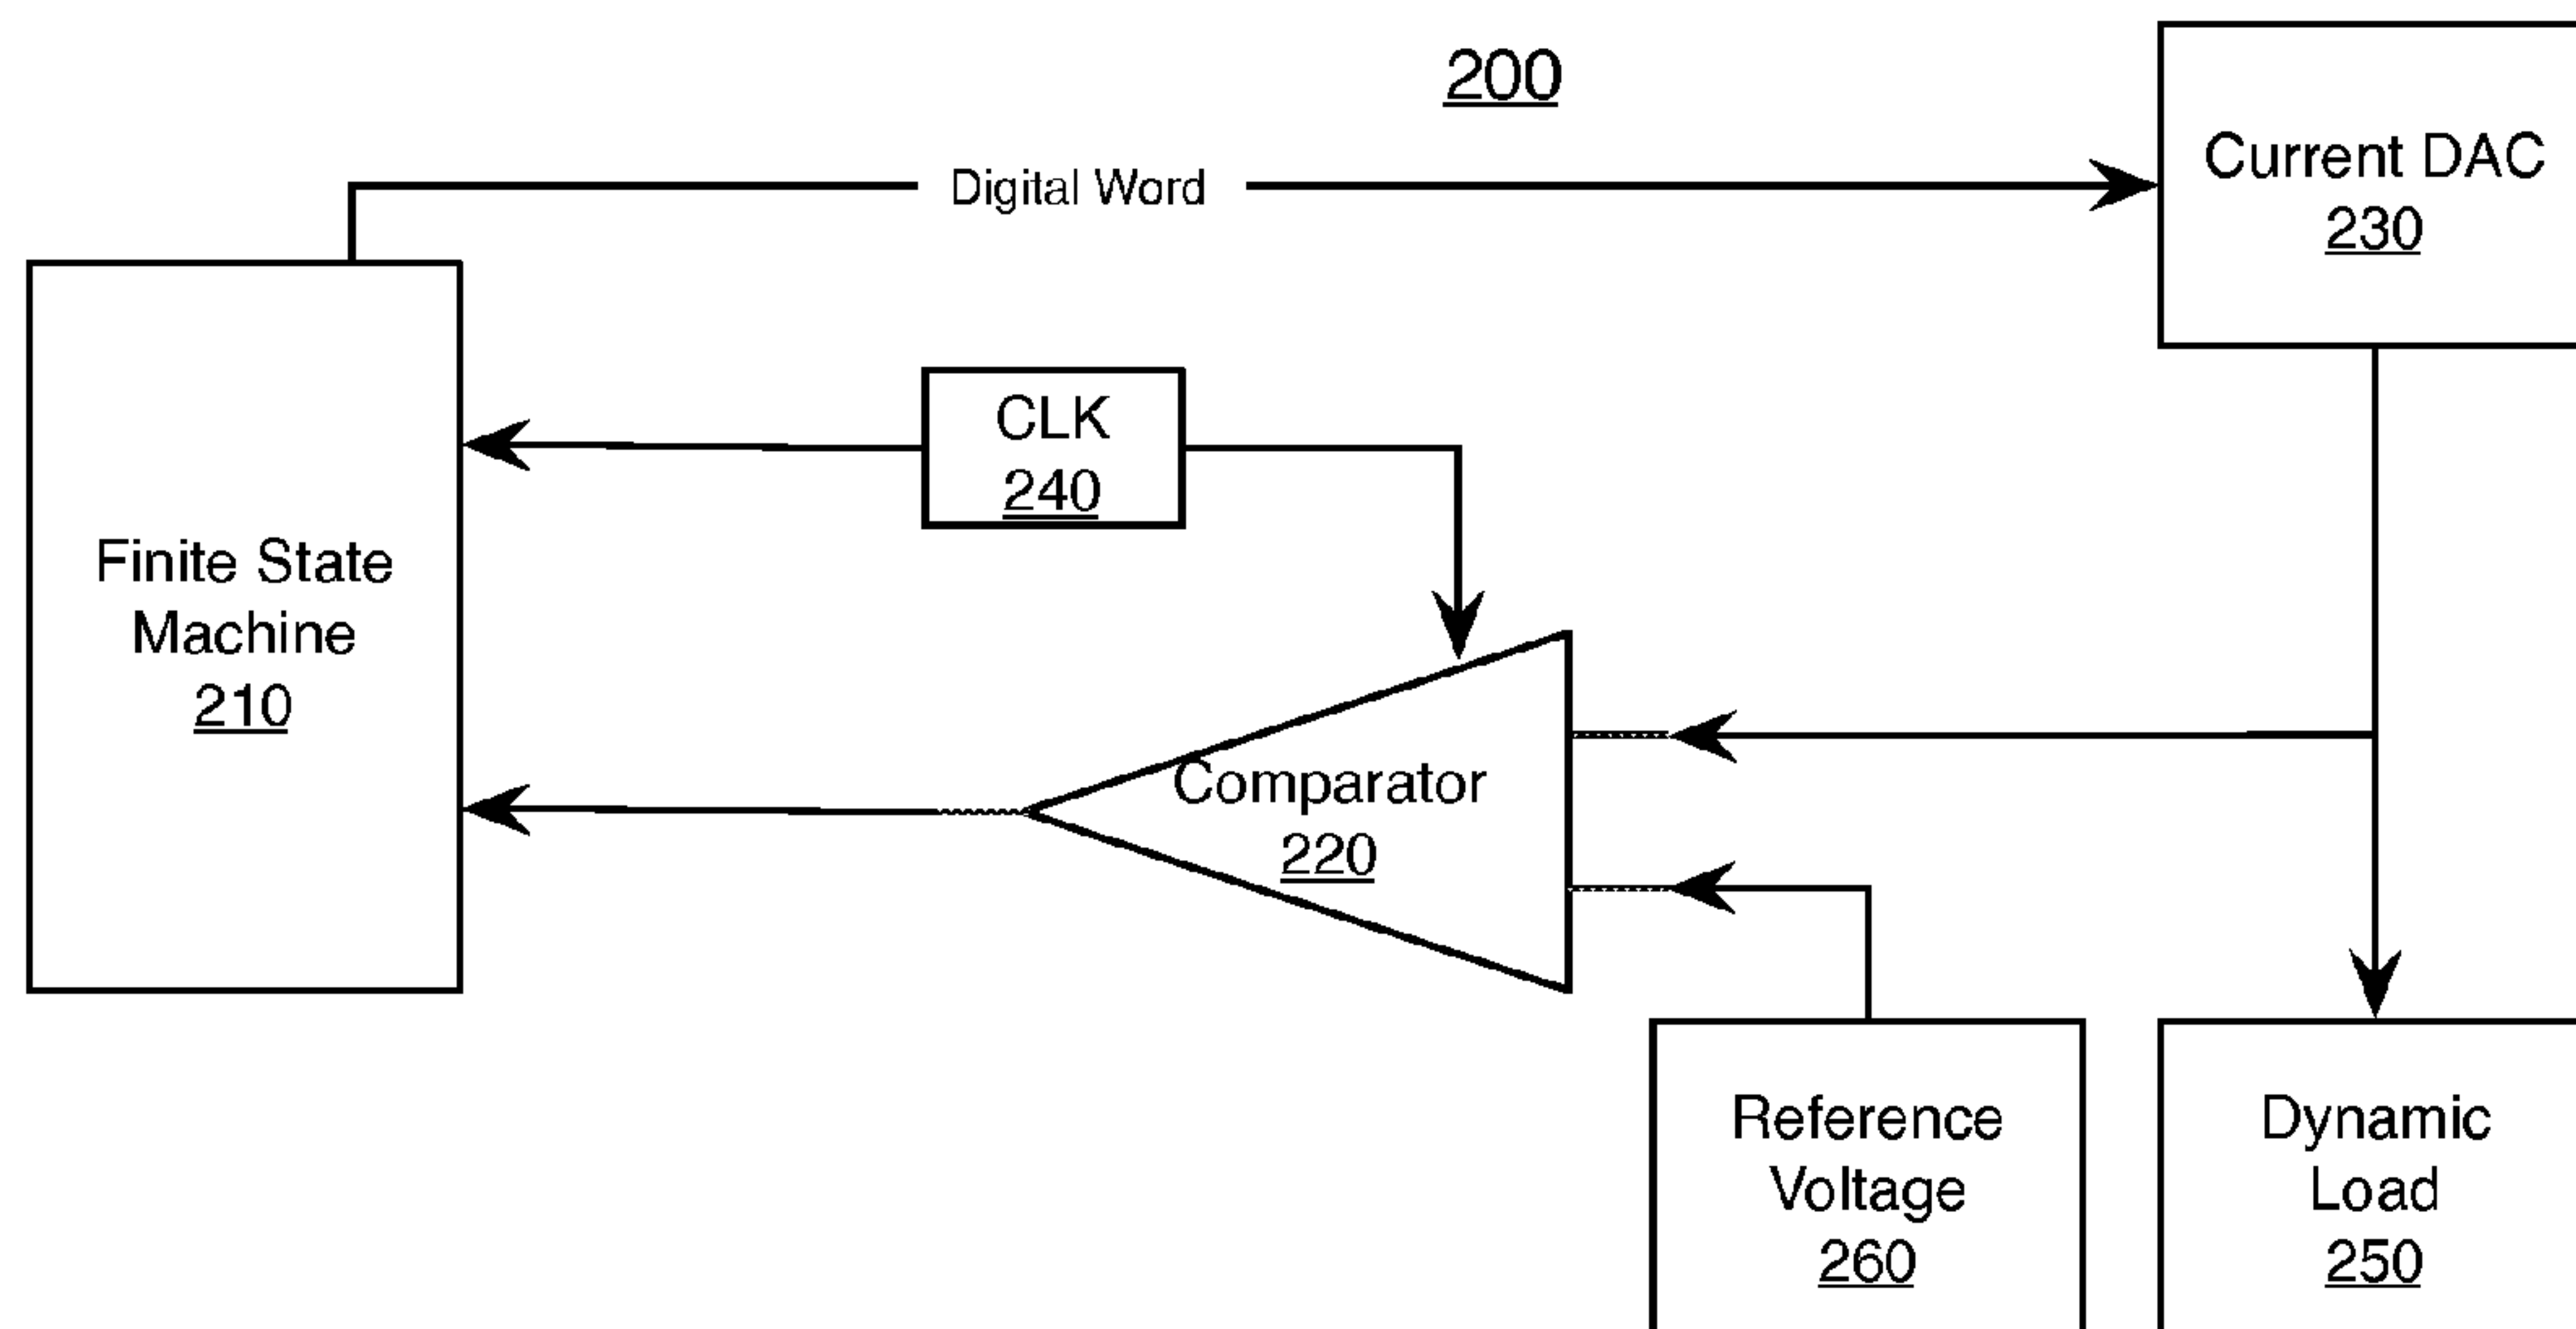 200
Current DAC
230
Digital Word
CLK
240
Finite State
Machine
210
Comparator
220
Reference
Voltage
260
Dynamic
Load
250